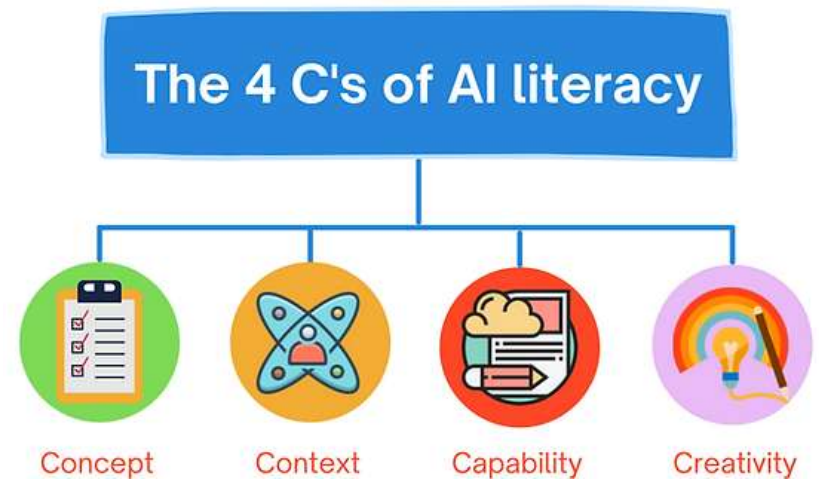 The 4 C's of AI literacy
Concept
Context
Capability
Creativity